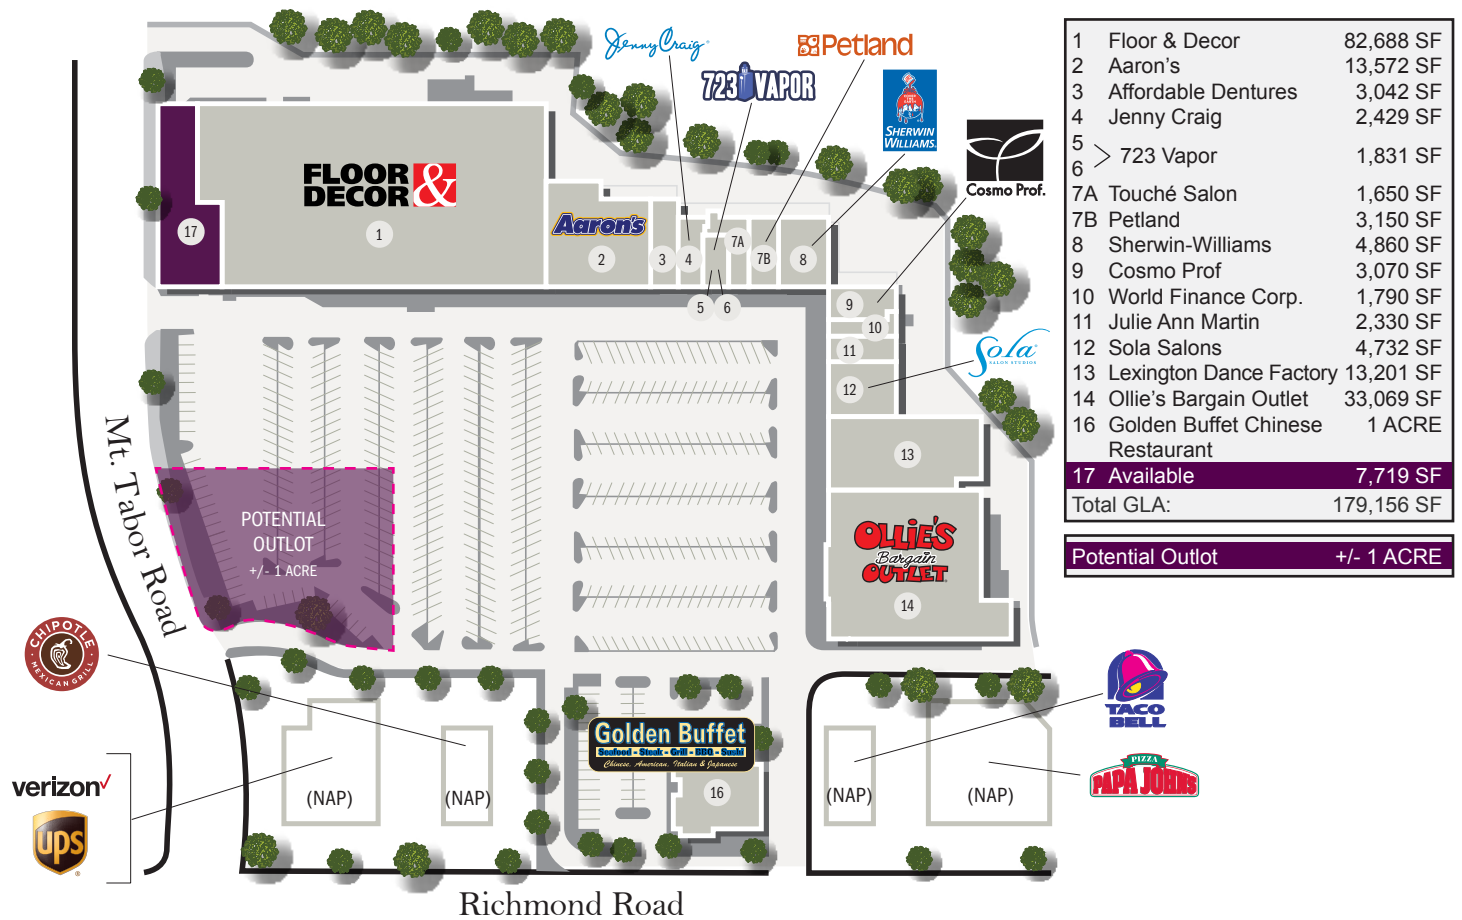 Jenny Craig
Petland
723 VAPOR
SHERWIN
WILLIAMS
Cosmo Prof.
FLOOR &
DECOR
Aaron's
17
1
2
3
4
7A
7B
8
5
6
9
10
11
12
Sola
SALON STUDIOS
13
OLLIE'S
Bargain
OUTLET
14
POTENTIAL
OUTLOT
+/- 1 ACRE
Mt. Tabor Road
CHIPOTLE
MEXICAN GRILL
verizon
ups
(NAP)
(NAP)
Golden Buffet
Seafood - Steak - Grill - BBQ - Sushi
Chinese, American, Italian & Japanese
16
(NAP)
(NAP)
TACO
BELL
PIZZA
PAPA JOHN'S
Richmond Road
1 Floor & Decor 82,688 SF
2 Aaron's 13,572 SF
3 Affordable Dentures 3,042 SF
4 Jenny Craig 2,429 SF
5
6 > 723 Vapor 1,831 SF
7A Touché Salon 1,650 SF
7B Petland 3,150 SF
8 Sherwin-Williams 4,860 SF
9 Cosmo Prof 3,070 SF
10 World Finance Corp. 1,790 SF
11 Julie Ann Martin 2,330 SF
12 Sola Salons 4,732 SF
13 Lexington Dance Factory 13,201 SF
14 Ollie's Bargain Outlet 33,069 SF
16 Golden Buffet Chinese 1 ACRE
Restaurant
17 Available 7,719 SF
Total GLA: 179,156 SF
Potential Outlot +/- 1 ACRE